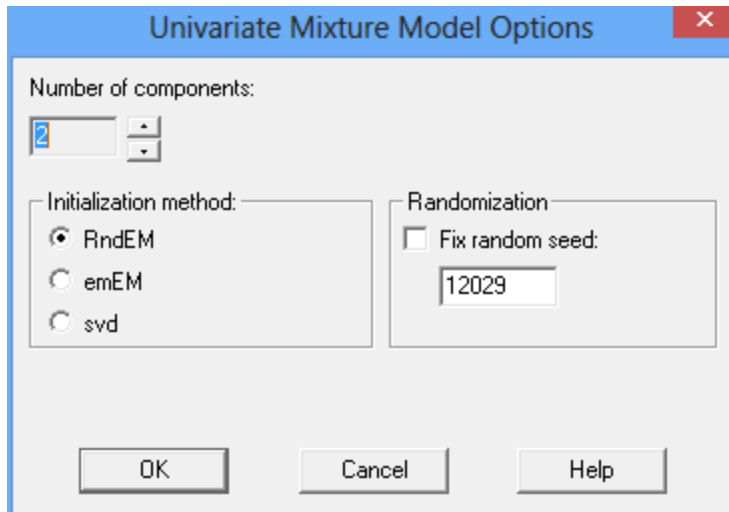 Univariate Mixture Model Options
Number of components:
2
Initialization method:
RndEM
emEM
svd
Randomization
Fix random seed:
12029
OK
Cancel
Help